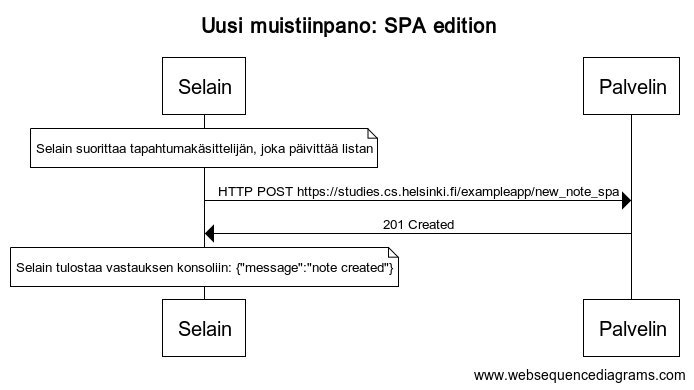 Uusi muistiinpano: SPA edition
Selain
Palvelin
Selain suorittaa tapahtumakäsittelijän, joka päivittää listan
HTTP POST https://studies.cs.helsinki.fi/exampleapp/new_note_spa
201 Created
Selain tulostaa vastauksen konsoliin: {"message":"note created"}
Selain
Palvelin
www.websequencediagrams.com